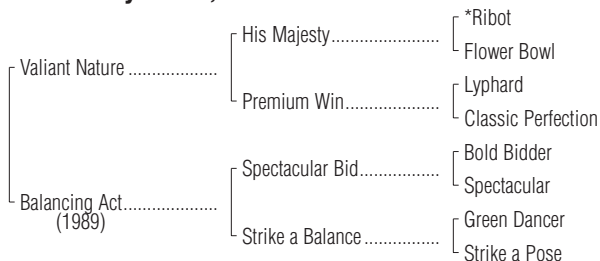 *Ribot
His Majesty....................
Flower Bowl
Valiant Nature ..................
Lyphard
Premium Win.................
Classic Perfection
Bold Bidder
Spectacular Bid...............
Spectacular
Balancing Act...................
(1989)
Green Dancer
Strike a Balance ..............
Strike a Pose